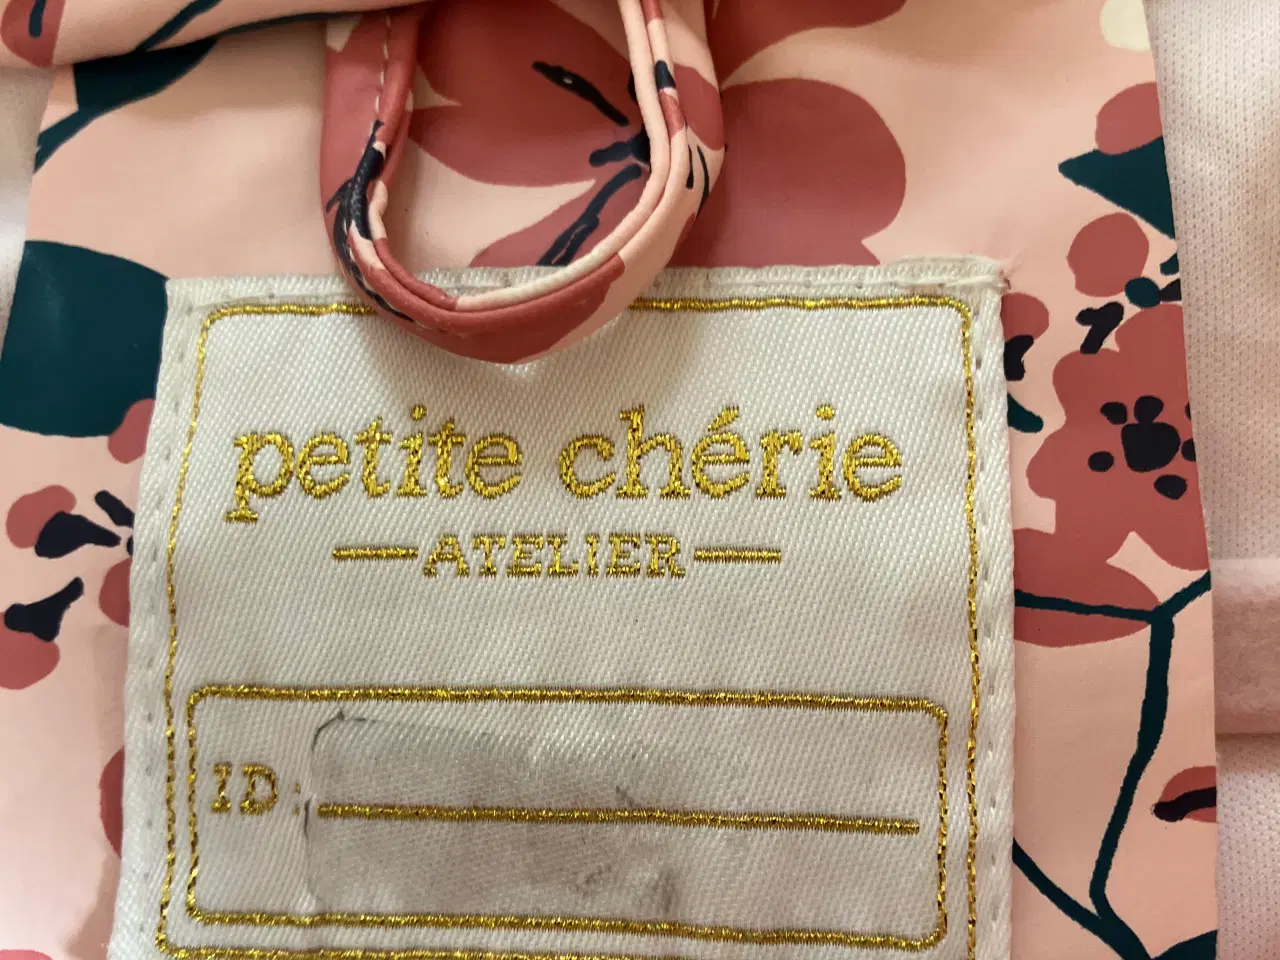 petite chérie
—ATELIER—
ID: